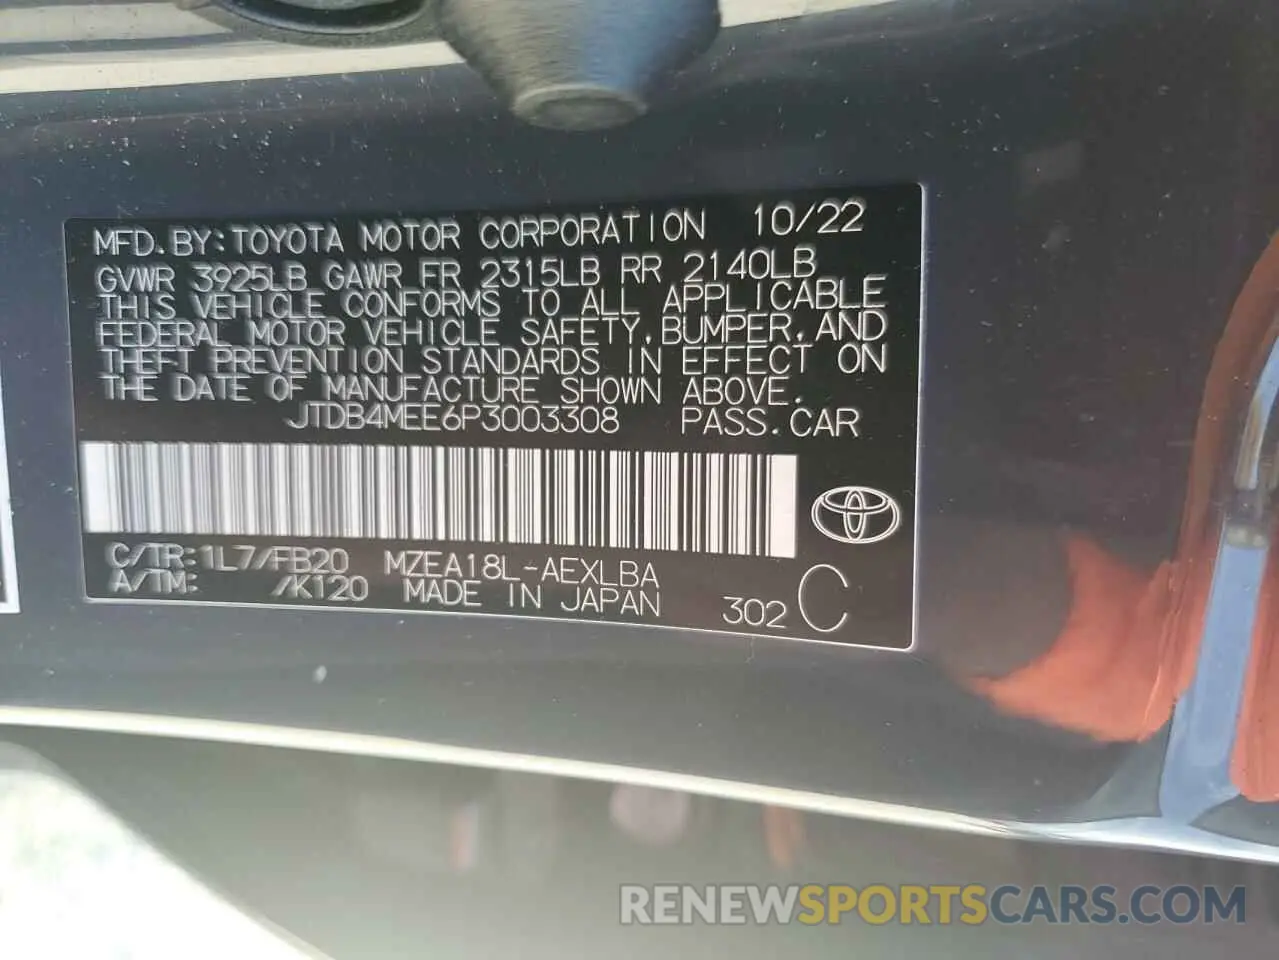 MFD. BY: TOYOTA MOTOR CORPORATION 10/22
GVWR 3925LB GAWR FR 2315LB RR 2140LB
THIS VEHICLE CONFORMS TO ALL APPLICABLE
FEDERAL MOTOR VEHICLE SAFETY, BUMPER, AND
THEFT PREVENTION STANDARDS IN EFFECT ON
THE DATE OF MANUFACTURE SHOWN ABOVE.
JTDB4MEE6P3003308 PASS. CAR
C/TR: 1L7/FB20 MZEA18L-AEXLBA
A/TM: /K120 MADE IN JAPAN 302 C
RENEWSPORTSCARS.COM